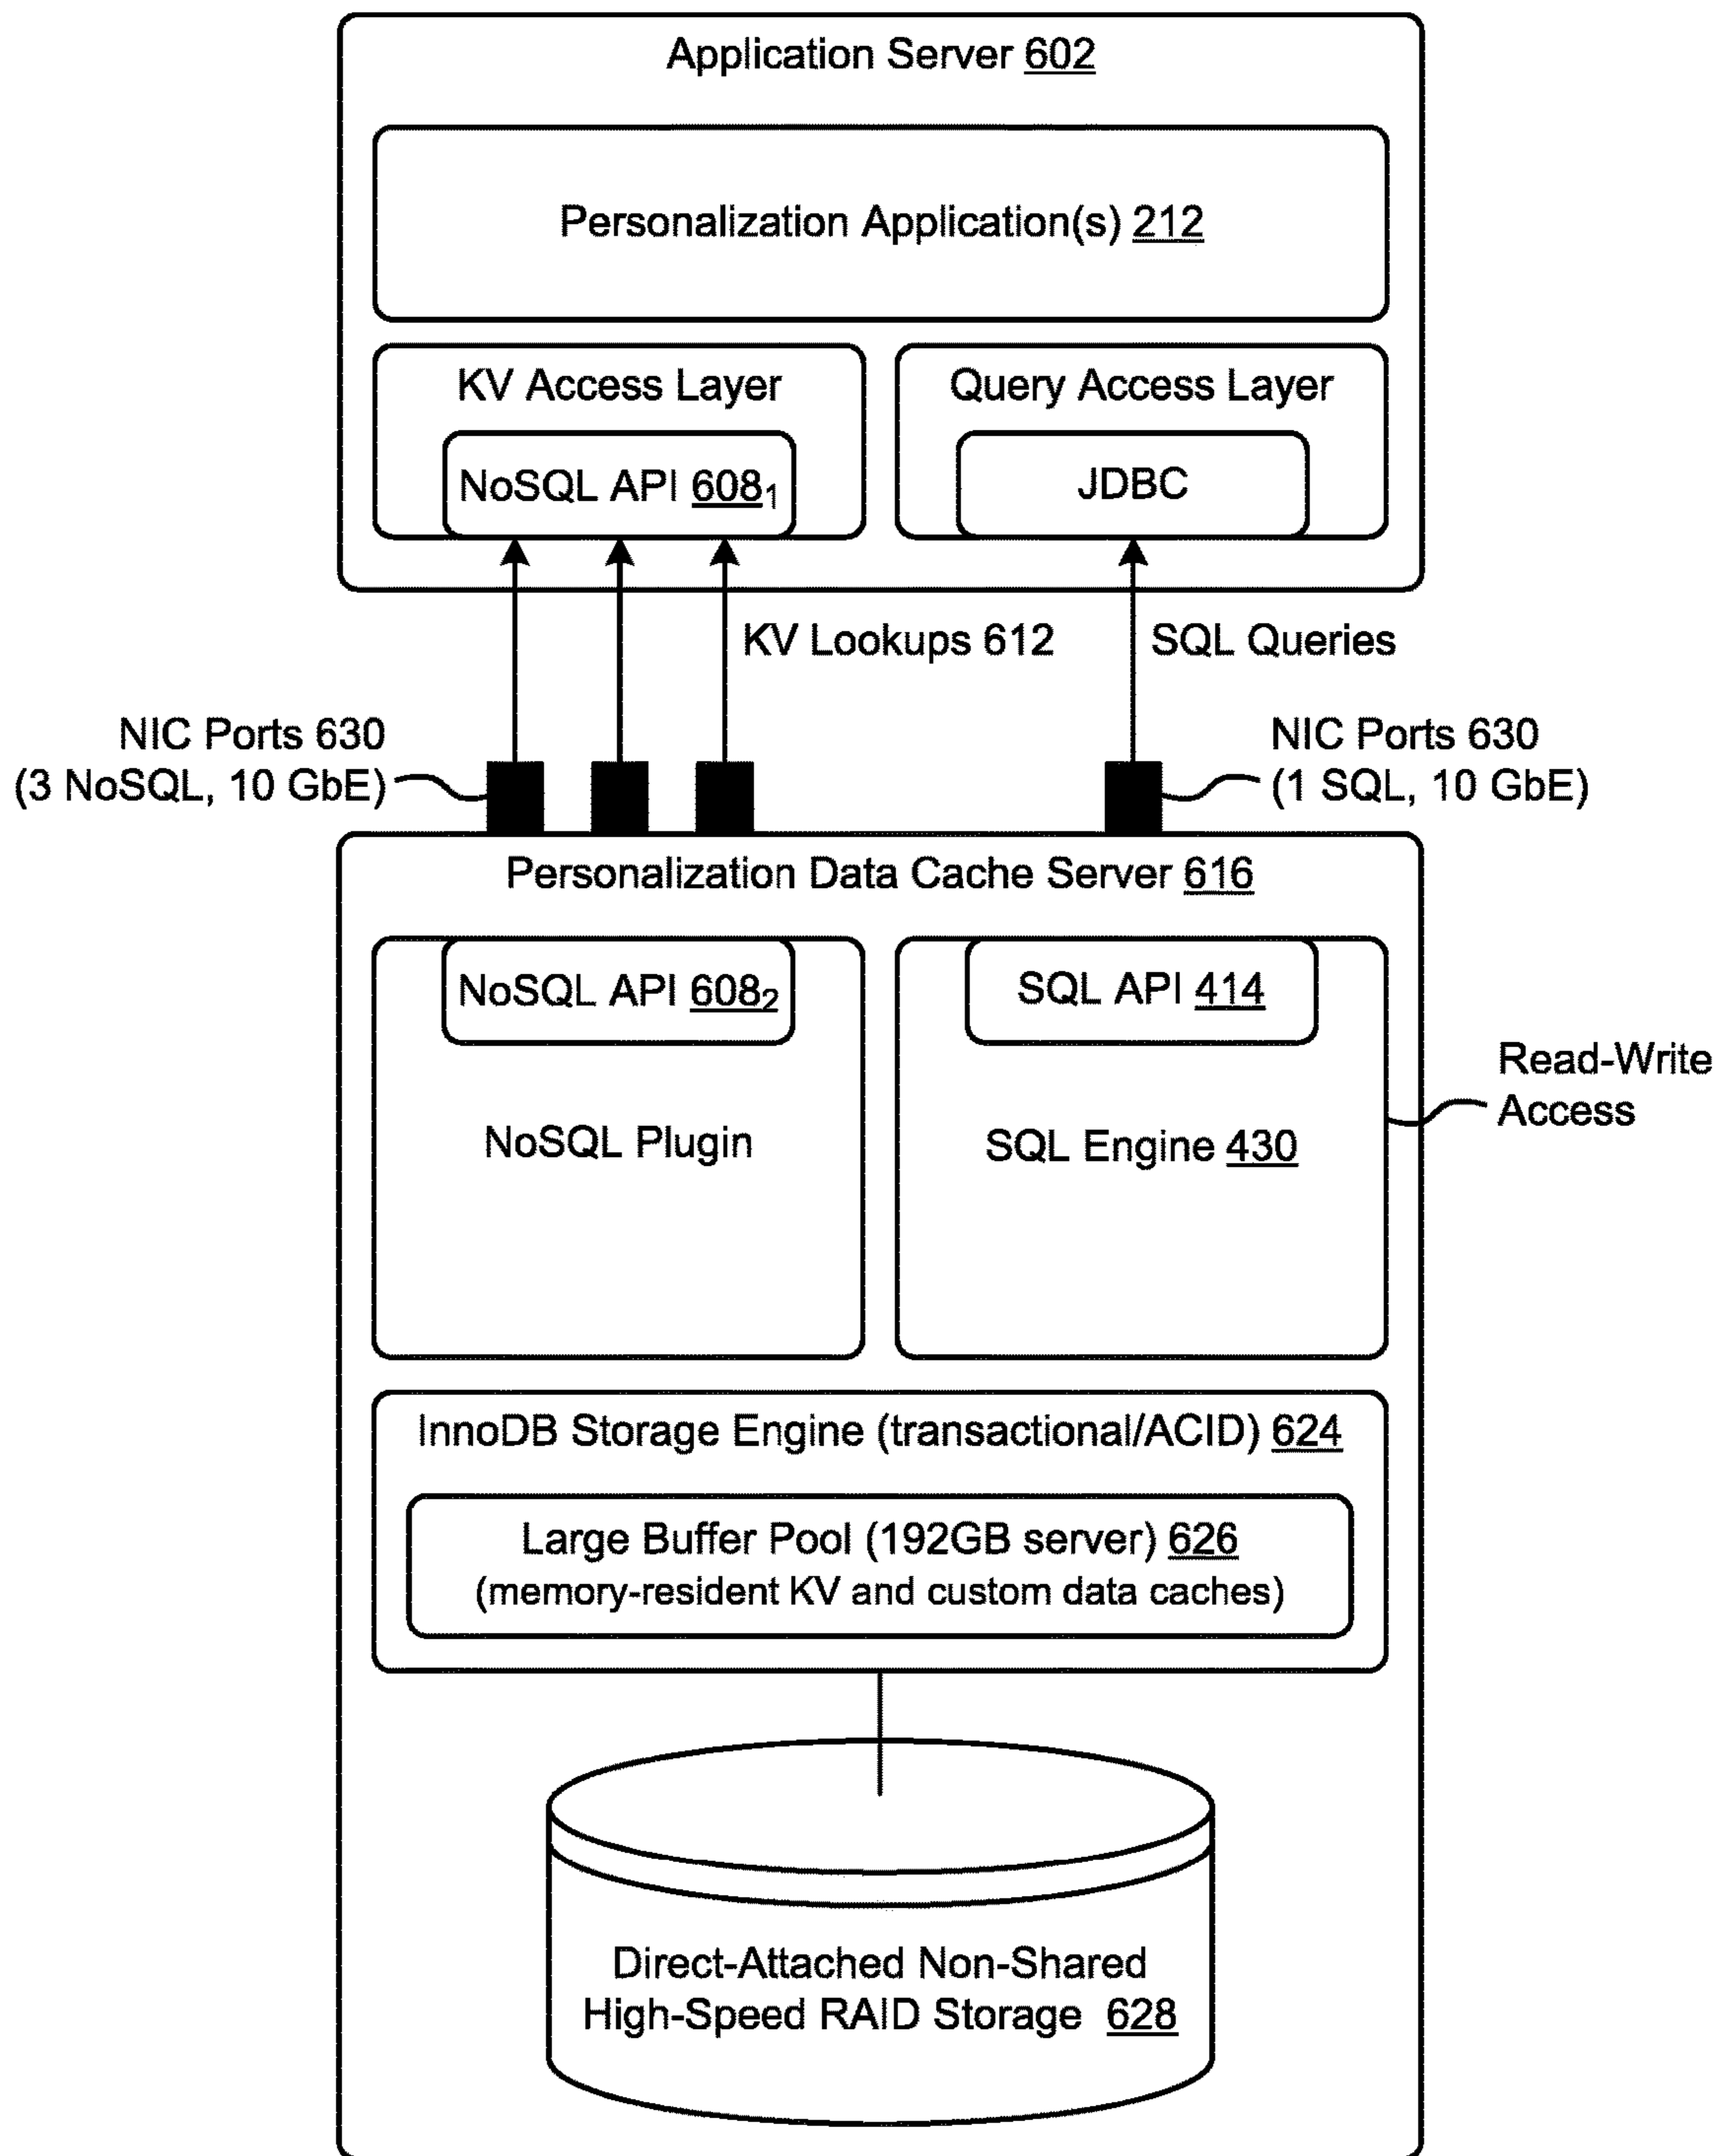 Application Server 602
Personalization Application(s) 212
KV Access Layer
NoSQL API 608₁
Query Access Layer
JDBC
KV Lookups 612
SQL Queries
NIC Ports 630
(3 NoSQL, 10 GbE)
NIC Ports 630
(1 SQL, 10 GbE)
Personalization Data Cache Server 616
NoSQL API 608₂
NoSQL Plugin
SQL API 414
SQL Engine 430
Read-Write
Access
InnoDB Storage Engine (transactional/ACID) 624
Large Buffer Pool (192GB server) 626
(memory-resident KV and custom data caches)
Direct-Attached Non-Shared
High-Speed RAID Storage 628